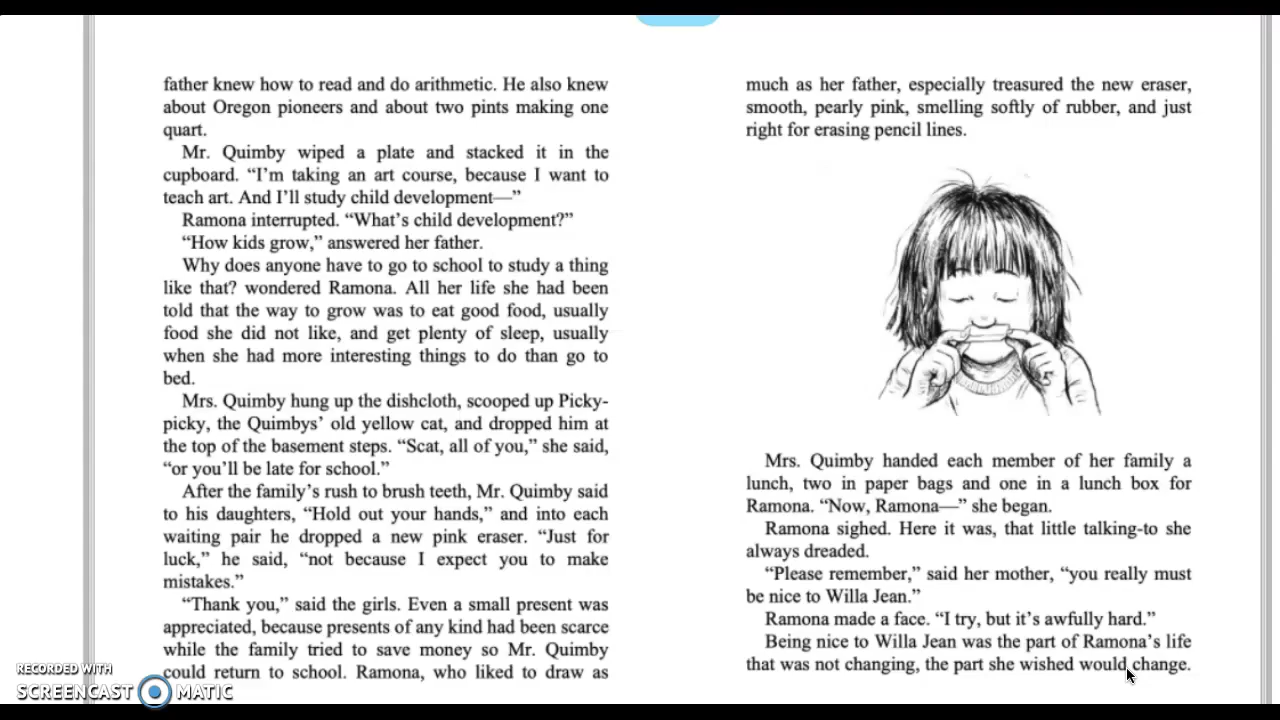 father knew how to read and do arithmetic. He also knew
about Oregon pioneers and about two pints making one
quart.
Mr. Quimby wiped a plate and stacked it in the
cupboard. “I’m taking an art course, because I want to
teach art. And I’ll study child development—”
Ramona interrupted. “What’s child development?”
“How kids grow,” answered her father.
Why does anyone have to go to school to study a thing
like that? wondered Ramona. All her life she had been
told that the way to grow was to eat good food, usually
food she did not like, and get plenty of sleep, usually
when she had more interesting things to do than go to
bed.
Mrs. Quimby hung up the dishcloth, scooped up Picky-
picky, the Quimbys’ old yellow cat, and dropped him at
the top of the basement steps. “Scat, all of you,” she said,
“or you’ll be late for school.”
After the family’s rush to brush teeth, Mr. Quimby said
to his daughters, “Hold out your hands,” and into each
waiting pair he dropped a new pink eraser. “Just for
luck,” he said, “not because I expect you to make
mistakes.”
“Thank you,” said the girls. Even a small present was
appreciated, because presents of any kind had been scarce
while the family tried to save money so Mr. Quimby
could return to school. Ramona, who liked to draw as
much as her father, especially treasured the new eraser,
smooth, pearly pink, smelling softly of rubber, and just
right for erasing pencil lines.
Mrs. Quimby handed each member of her family a
lunch, two in paper bags and one in a lunch box for
Ramona. “Now, Ramona—” she began.
Ramona sighed. Here it was, that little talking-to she
always dreaded.
“Please remember,” said her mother, “you really must
be nice to Willa Jean.”
Ramona made a face. “I try, but it’s awfully hard.”
Being nice to Willa Jean was the part of Ramona’s life
that was not changing, the part she wished would change.
RECORDED WITH
SCREENCAST MATIC